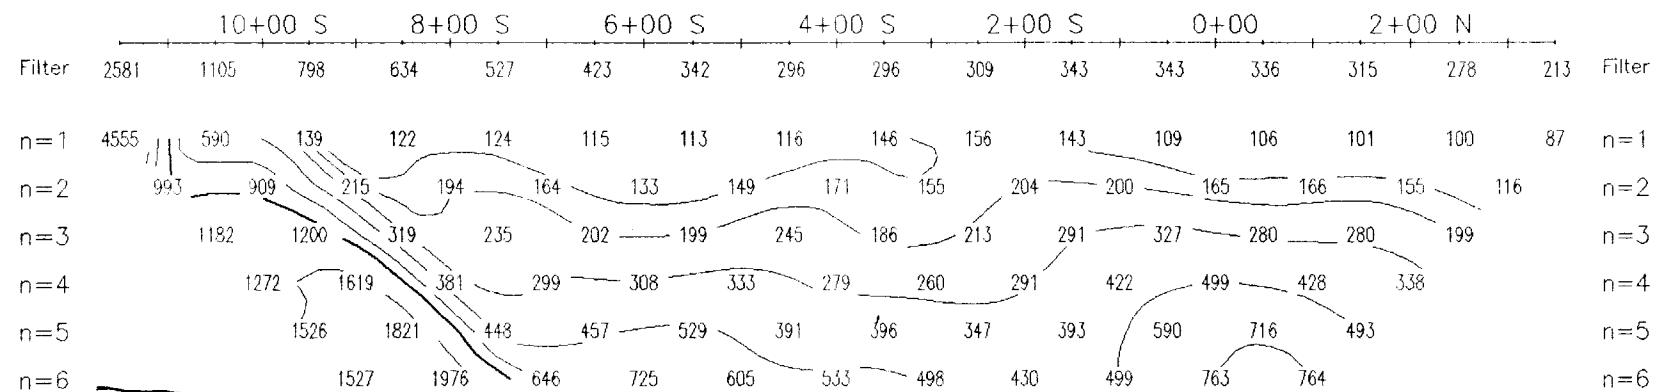 10+00 S 8+00 S 6+00 S 4+00 S 2+00 S 0+00 2+00 N
Filter 2581 1105 798 634 527 423 342 296 296 309 343 343 336 315 278 213 Filter
n=1 4555 590 139 122 124 115 113 116 146 156 143 109 106 101 100 87 n=1
n=2 993 909 215 194 164 133 149 171 155 204 200 165 166 155 116 n=2
n=3 1182 1200 319 235 202 199 245 186 213 291 327 280 280 199 n=3
n=4 1272 1619 381 299 308 333 279 260 291 422 499 428 338 n=4
n=5 1526 1821 448 457 529 391 396 347 393 590 716 493 n=5
n=6 1527 1976 646 725 605 533 498 430 499 763 764 n=6